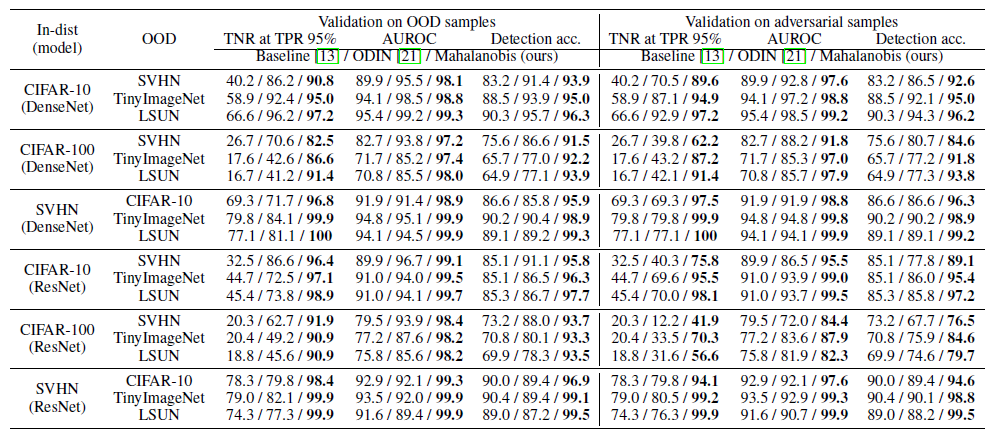 In-dist (model) OOD Validation on OOD samples Validation on adversarial samples
TNR at TPR 95% AUROC Detection acc. TNR at TPR 95% AUROC Detection acc.
Baseline [13] / ODIN [21] / Mahalanobis (ours) Baseline [13] / ODIN [21] / Mahalanobis (ours)
CIFAR-10 (DenseNet) SVHN 40.2 / 86.2 / 90.8 89.9 / 95.5 / 98.1 83.2 / 91.4 / 93.9 40.2 / 70.5 / 89.6 89.9 / 92.8 / 97.6 83.2 / 86.5 / 92.6
TinyImageNet 58.9 / 92.4 / 95.0 94.1 / 98.5 / 98.8 88.5 / 93.9 / 95.0 58.9 / 87.1 / 94.9 94.1 / 97.2 / 98.8 88.5 / 92.1 / 95.0
LSUN 66.6 / 96.2 / 97.2 95.4 / 99.2 / 99.3 90.3 / 95.7 / 96.3 66.6 / 92.9 / 97.2 95.4 / 98.5 / 99.2 90.3 / 94.3 / 96.2
CIFAR-100 (DenseNet) SVHN 26.7 / 70.6 / 82.5 82.7 / 93.8 / 97.2 75.6 / 86.6 / 91.5 26.7 / 39.8 / 62.2 82.7 / 88.2 / 91.8 75.6 / 80.7 / 84.6
TinyImageNet 17.6 / 42.6 / 86.6 71.7 / 85.2 / 97.4 65.7 / 77.0 / 92.2 17.6 / 43.2 / 87.2 71.7 / 85.3 / 97.0 65.7 / 77.2 / 91.8
LSUN 16.7 / 41.2 / 91.4 70.8 / 85.5 / 98.0 64.9 / 77.1 / 93.9 16.7 / 42.1 / 91.4 70.8 / 85.7 / 97.9 64.9 / 77.3 / 93.8
SVHN (DenseNet) CIFAR-10 69.3 / 71.7 / 96.8 91.9 / 91.4 / 98.9 86.6 / 85.8 / 95.9 69.3 / 69.3 / 97.5 91.9 / 91.9 / 98.8 86.6 / 86.6 / 96.3
TinyImageNet 79.8 / 84.1 / 99.9 94.8 / 95.1 / 99.9 90.2 / 90.4 / 98.9 79.8 / 79.8 / 99.9 94.8 / 94.8 / 99.8 90.2 / 90.2 / 98.9
LSUN 77.1 / 81.1 / 100 94.1 / 94.5 / 99.9 89.1 / 89.2 / 99.3 77.1 / 77.1 / 100 94.1 / 94.1 / 99.9 89.1 / 89.1 / 99.2
CIFAR-10 (ResNet) SVHN 32.5 / 86.6 / 96.4 89.9 / 96.7 / 99.1 85.1 / 91.1 / 95.8 32.5 / 40.3 / 75.8 89.9 / 86.5 / 95.5 85.1 / 77.8 / 89.1
TinyImageNet 44.7 / 72.5 / 97.1 91.0 / 94.0 / 99.5 85.1 / 86.5 / 96.3 44.7 / 69.6 / 95.5 91.0 / 93.9 / 99.0 85.1 / 86.0 / 95.4
LSUN 45.4 / 73.8 / 98.9 91.0 / 94.1 / 99.7 85.3 / 86.7 / 97.7 45.4 / 70.0 / 98.1 91.0 / 93.7 / 99.5 85.3 / 85.8 / 97.2
CIFAR-100 (ResNet) SVHN 20.3 / 62.7 / 91.9 79.5 / 93.9 / 98.4 73.2 / 88.0 / 93.7 20.3 / 12.2 / 41.9 79.5 / 72.0 / 84.4 73.2 / 67.7 / 76.5
TinyImageNet 20.4 / 49.2 / 90.9 77.2 / 87.6 / 98.2 70.8 / 80.1 / 93.3 20.4 / 33.5 / 70.3 77.2 / 83.6 / 87.9 70.8 / 75.9 / 84.6
LSUN 18.8 / 45.6 / 90.9 75.8 / 85.6 / 98.2 69.9 / 78.3 / 93.5 18.8 / 31.6 / 56.6 75.8 / 81.9 / 82.3 69.9 / 74.6 / 79.7
SVHN (ResNet) CIFAR-10 78.3 / 79.8 / 98.4 92.9 / 92.1 / 99.3 90.0 / 89.4 / 96.9 78.3 / 79.8 / 94.1 92.9 / 92.1 / 97.6 90.0 / 89.4 / 94.6
TinyImageNet 79.0 / 82.1 / 99.9 93.5 / 92.0 / 99.9 90.4 / 89.4 / 99.1 79.0 / 80.5 / 99.2 93.5 / 92.9 / 99.3 90.4 / 90.1 / 98.8
LSUN 74.3 / 77.3 / 99.9 91.6 / 89.4 / 99.9 89.0 / 87.2 / 99.5 74.3 / 76.3 / 99.9 91.6 / 90.7 / 99.9 89.0 / 88.2 / 99.5